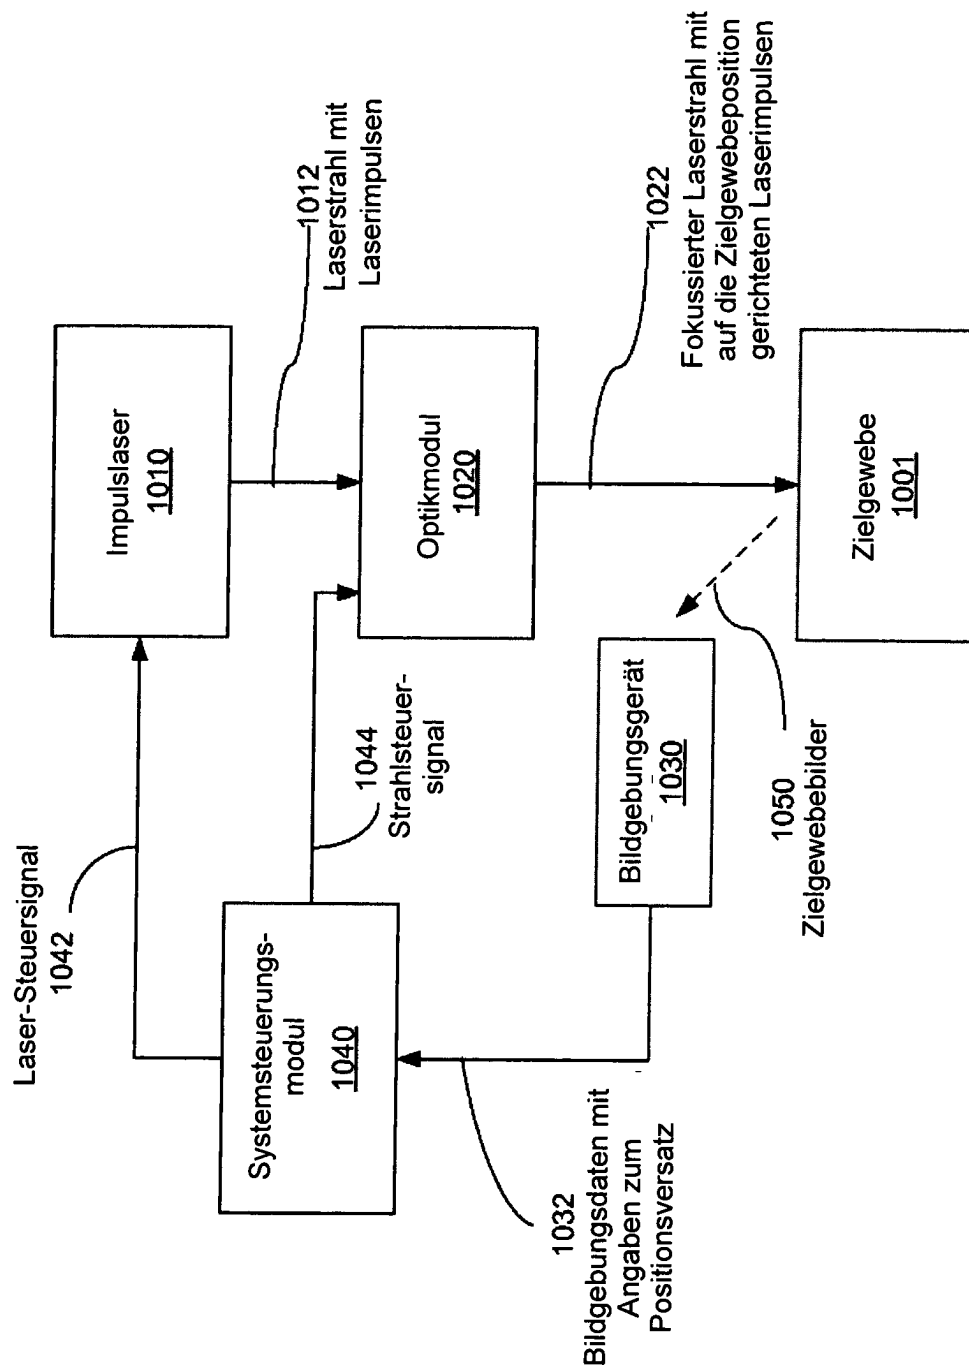 Laser-Steuersignal
1042
Impulslaser
1010
1012
Laserstrahl mit
Laserimpulsen
Systemsteuerungs-
modul
1040
1044
Strahlsteuer-
signal
Optikmodul
1020
1022
Fokussierter Laserstrahl mit
auf die Zielgewebeposition
gerichteten Laserimpulsen
1032
Bildgebungsdaten mit
Angaben zum
Positionsversatz
Bildgebungsgerät
1030
1050
Zielgewebebilder
Zielgewebe
1001